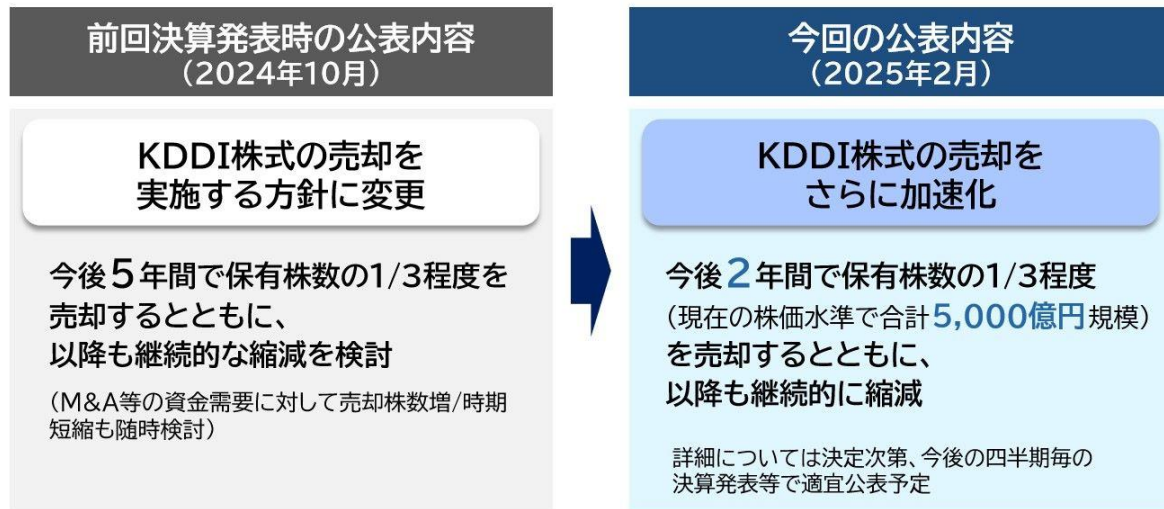 前回決算発表時の公表内容
（2024年10月）
KDDI株式の売却を
実施する方針に変更
今後5年間で保有株数の1/3程度を
売却するとともに、
以降も継続的な縮減を検討
（M&A等の資金需要に対して売却株数増/時期
短縮も随時検討）
今回の公表内容
（2025年2月）
KDDI株式の売却を
さらに加速化
今後2年間で保有株数の1/3程度
（現在の株価水準で合計5,000億円規模）
を売却するとともに、
以降も継続的に縮減
詳細については決定次第、今後の四半期毎の
決算発表等で適宜公表予定